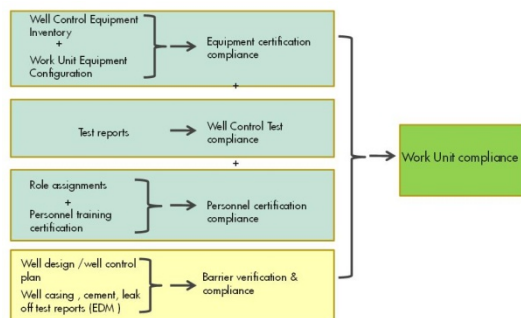 Well Control Equipment
Inventory
+
Work Unit Equipment
Configuration
Equipment certification
compliance
+
Test reports
Well Control Test
compliance
+
Role assignments
+
Personnel training
certification
Personnel certification
compliance
Well design /well control
plan
Well casing , cement, leak
off test reports (EDM )
Barrier verification &
compliance
Work Unit compliance